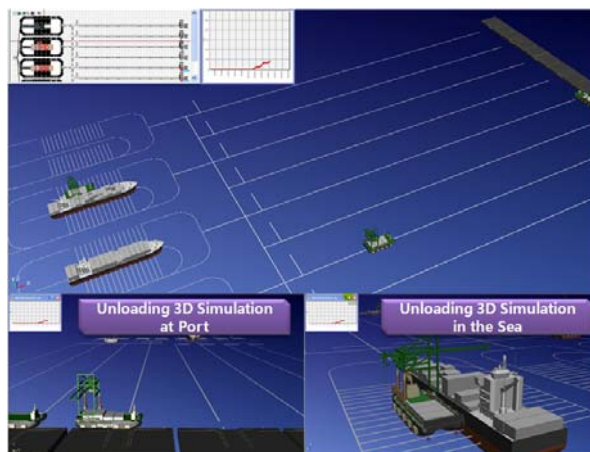 Unloading 3D Simulation
at Port
Unloading 3D Simulation
in the Sea